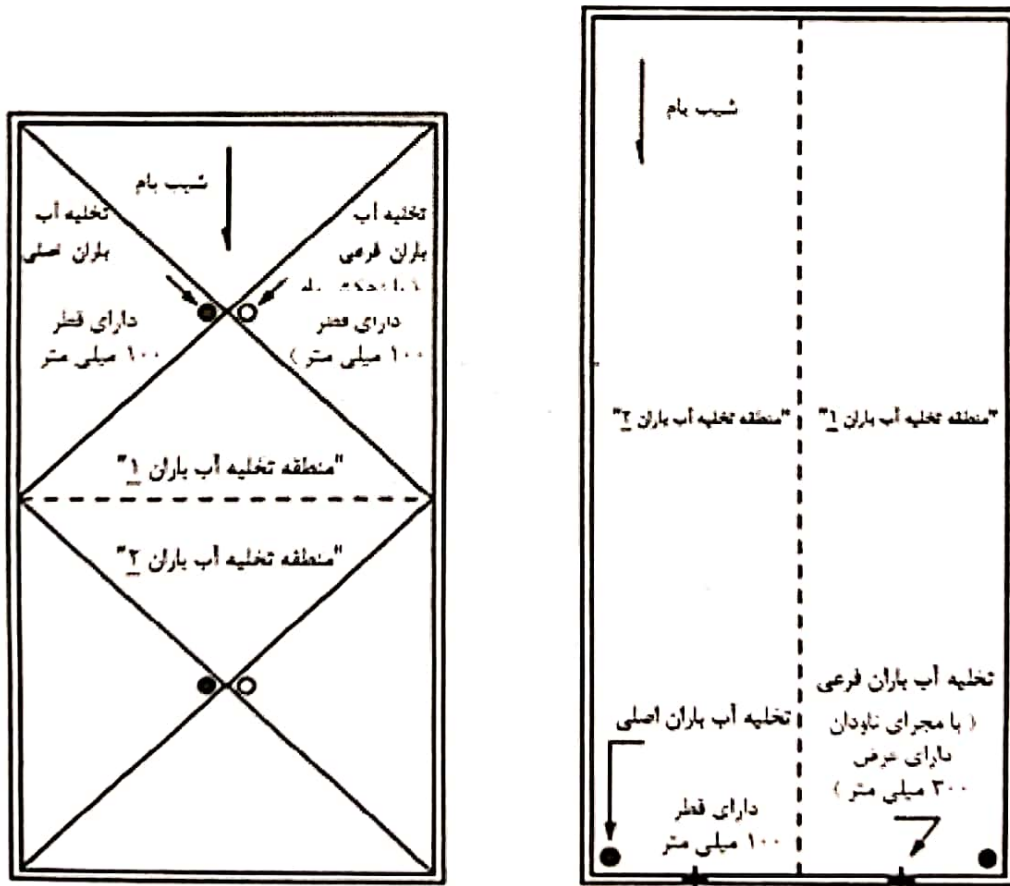 شیب بام
تخلیه آب
باران اصلی
دارای قطر
۱۰۰ میلی متر
تخلیه آب
باران فرعی
دارای قطر
۱۰۰ میلی متر )
"منطقه تخلیه آب باران ۱"
"منطقه تخلیه آب باران ۲"
شیب بام
"منطقه تخلیه آب باران ۲"
"منطقه تخلیه آب باران ۱"
تخلیه آب باران اصلی
دارای قطر
۱۰۰ میلی متر
تخلیه آب باران فرعی
( با مجرای ناودان
دارای عرض
۳۰۰ میلی متر )